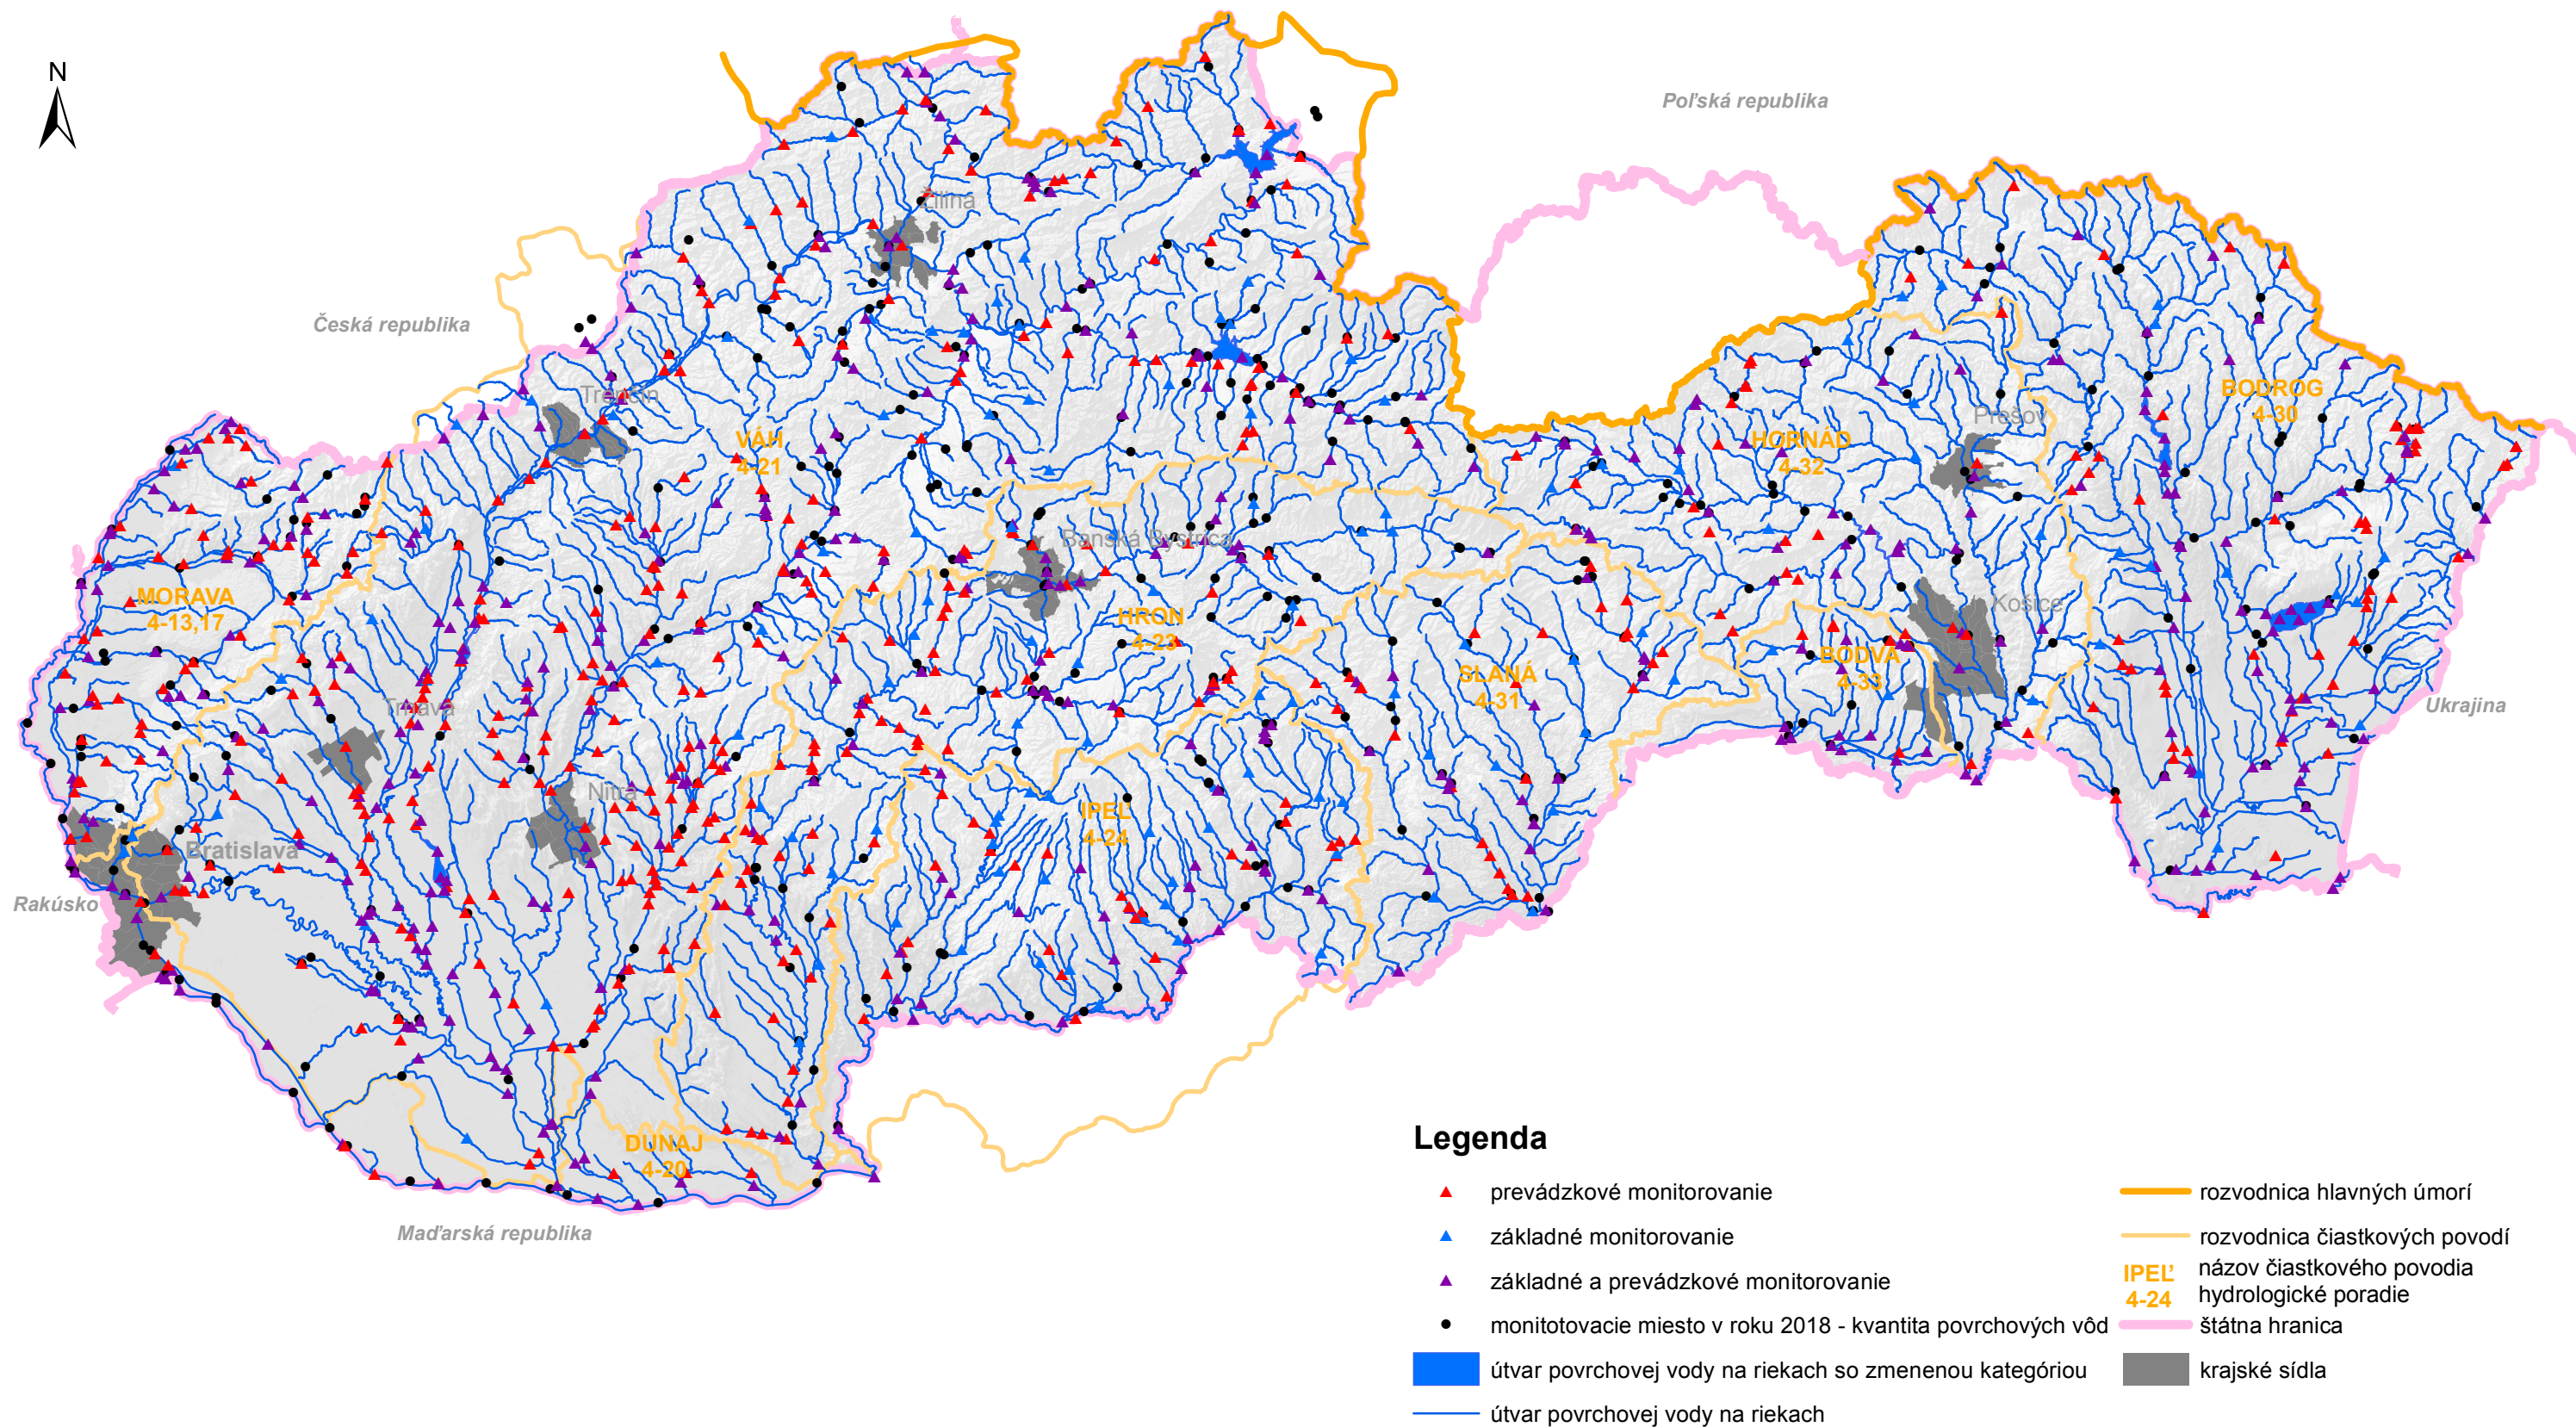 N
Poľská republika
Žilina
Česká republika
Trenčín
BODROG
4-30
Prešov
VÁH
4-21
HORNÁD
4-32
Banská Bystrica
MORAVA
4-13,17
HRON
4-23
Košice
BODVA
4-33
SLANÁ
4-31
Trnava
Ukrajina
Nitra
IPEĽ
4-24
Bratislava
Rakúsko
DUNAJ
4-20
Maďarská republika
Legenda
prevádzkové monitorovanie
základné monitorovanie
základné a prevádzkové monitorovanie
monitotovacie miesto v roku 2018 - kvantita povrchových vôd
útvar povrchovej vody na riekach so zmenenou kategóriou
útvar povrchovej vody na riekach
rozvodnica hlavných úmorí
rozvodnica čiastkových povodí
IPEĽ názov čiastkového povodia
4-24 hydrologické poradie
štátna hranica
krajské sídla